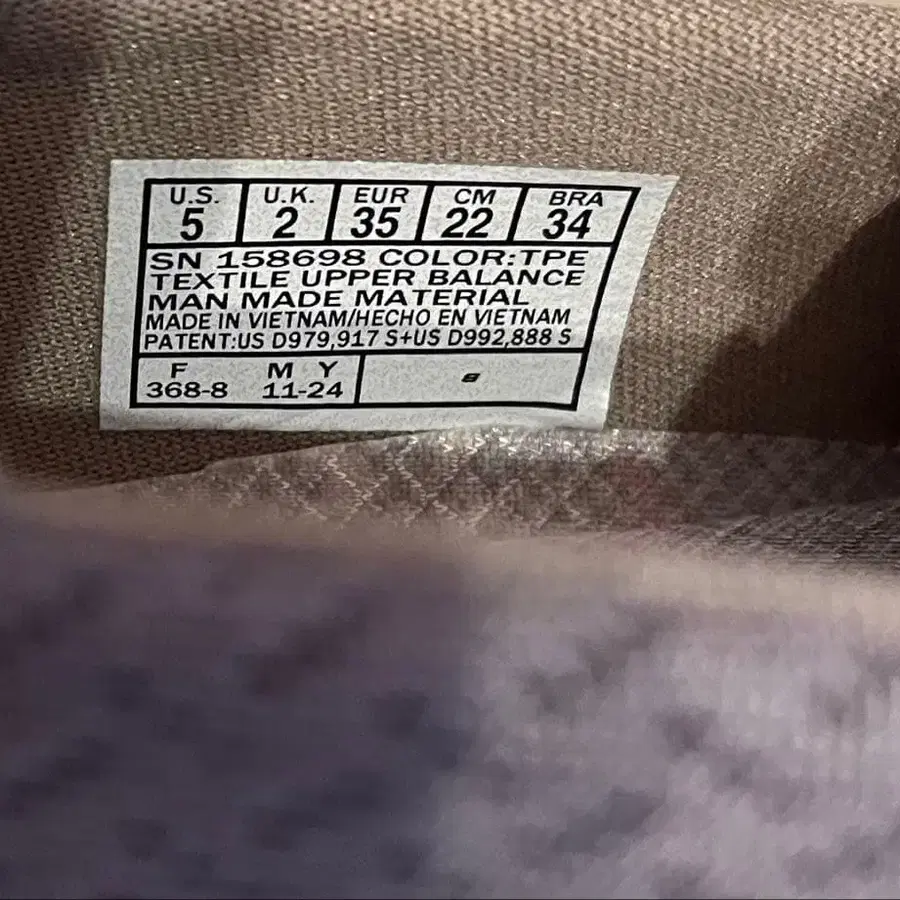 U.S. U.K. EUR CM BRA
5 2 35 22 34
SN 158698 COLOR:TPE
TEXTILE UPPER BALANCE
MAN MADE MATERIAL
MADE IN VIETNAM/HECHO EN VIETNAM
PATENT:US D979,917 S+US D992,888 S
F M Y
368-8 11-24